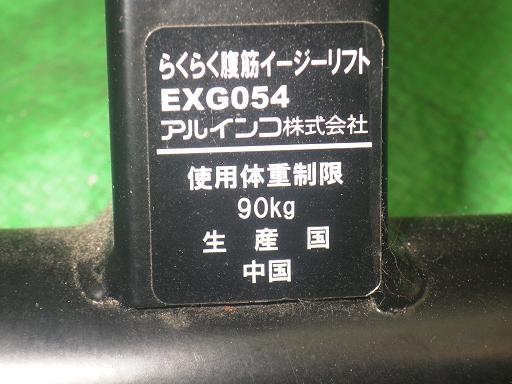 らくらく腹筋イージーリフト
EXG054
アルインコ株式会社
使用体重制限
90kg
生産国
中国